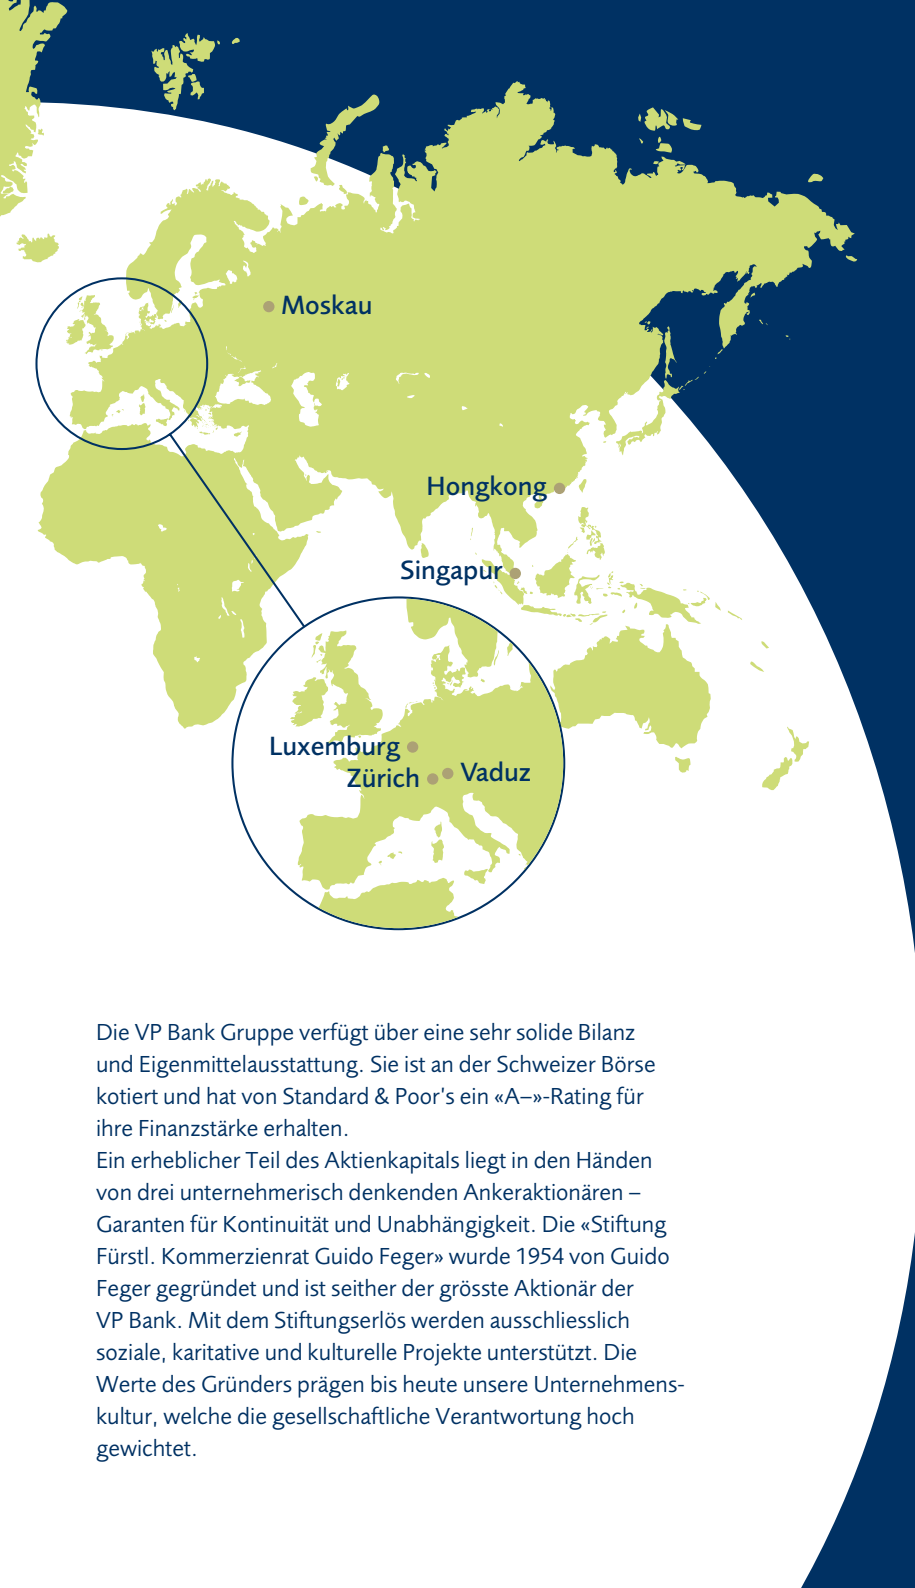 Moskau
Hongkong
Singapur
Luxemburg
Zürich
Vaduz
Die VP Bank Gruppe verfügt über eine sehr solide Bilanz
und Eigenmittelausstattung. Sie ist an der Schweizer Börse
kotiert und hat von Standard & Poor's ein «A–»-Rating für
ihre Finanzstärke erhalten.
Ein erheblicher Teil des Aktienkapitals liegt in den Händen
von drei unternehmerisch denkenden Ankeraktionären –
Garanten für Kontinuität und Unabhängigkeit. Die «Stiftung
Fürstl. Kommerzienrat Guido Feger» wurde 1954 von Guido
Feger gegründet und ist seither der grösste Aktionär der
VP Bank. Mit dem Stiftungserlös werden ausschliesslich
soziale, karitative und kulturelle Projekte unterstützt. Die
Werte des Gründers prägen bis heute unsere Unternehmens-
kultur, welche die gesellschaftliche Verantwortung hoch
gewichtet.